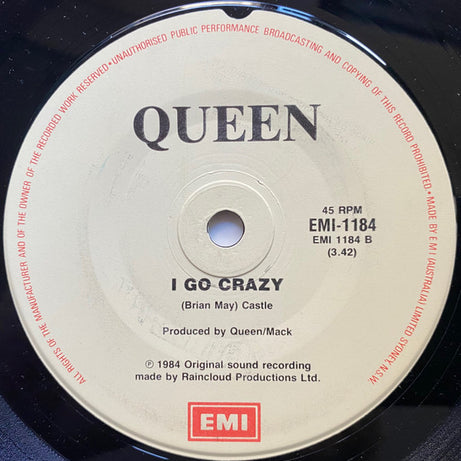 ALL RIGHTS OF THE MANUFACTURER AND OF THE OWNER OF THE RECORDED WORK RESERVED • UNAUTHORISED PUBLIC PERFORMANCE BROADCASTING AND COPYING OF THIS RECORD PROHIBITED • MADE BY E M I (AUSTRALIA) LIMITED SYDNEY N.S.W.
QUEEN
45 RPM
EMI-1184
EMI 1184 B
(3.42)
I GO CRAZY
(Brian May) Castle
Produced by Queen/Mack
℗ 1984 Original sound recording
made by Raincloud Productions Ltd.
EMI